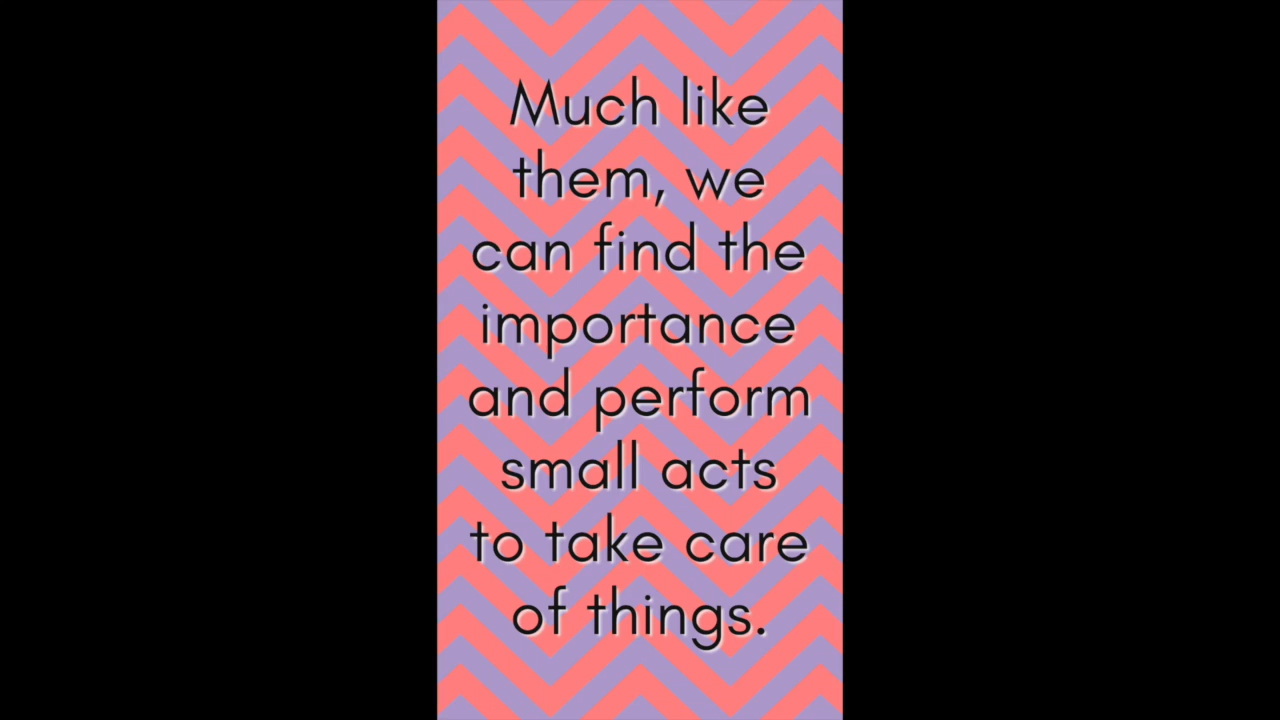 Much like
them, we
can find the
importance
and perform
small acts
to take care
of things.